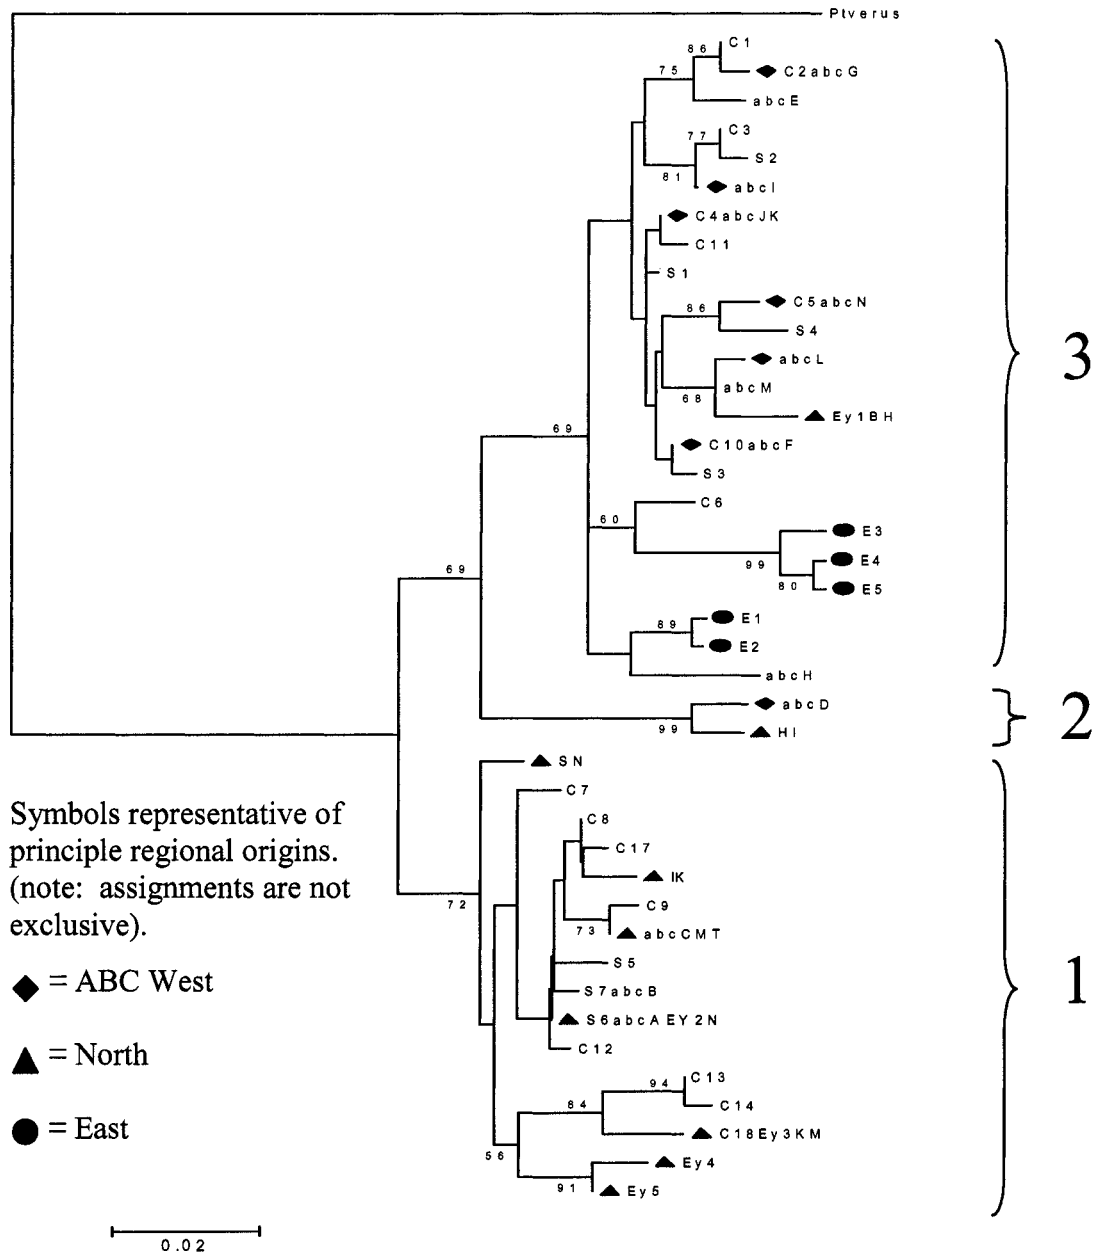 Ptverus
C1
86
C2abcG
75
abcE
C3
77
S2
81
abcI
C4abcJK
C11
S1
C5abcN
86
S4
3
abcL
abcM
68
Ey1BH
69
C10abcF
S3
C6
60
E3
E4
99
69
80
E5
E1
89
E2
abcH
abcD
2
99
HI
SN
C7
Symbols representative of
principle regional origins.
(note: assignments are not
exclusive).
C8
C17
IK
72
C9
73
abcCMT
S5
◆ = ABC West
S7abcB
1
S6abcAEY2N
C12
▲ = North
C13
94
C14
84
● = East
C18Ey3KM
56
Ey4
91
Ey5
0.02